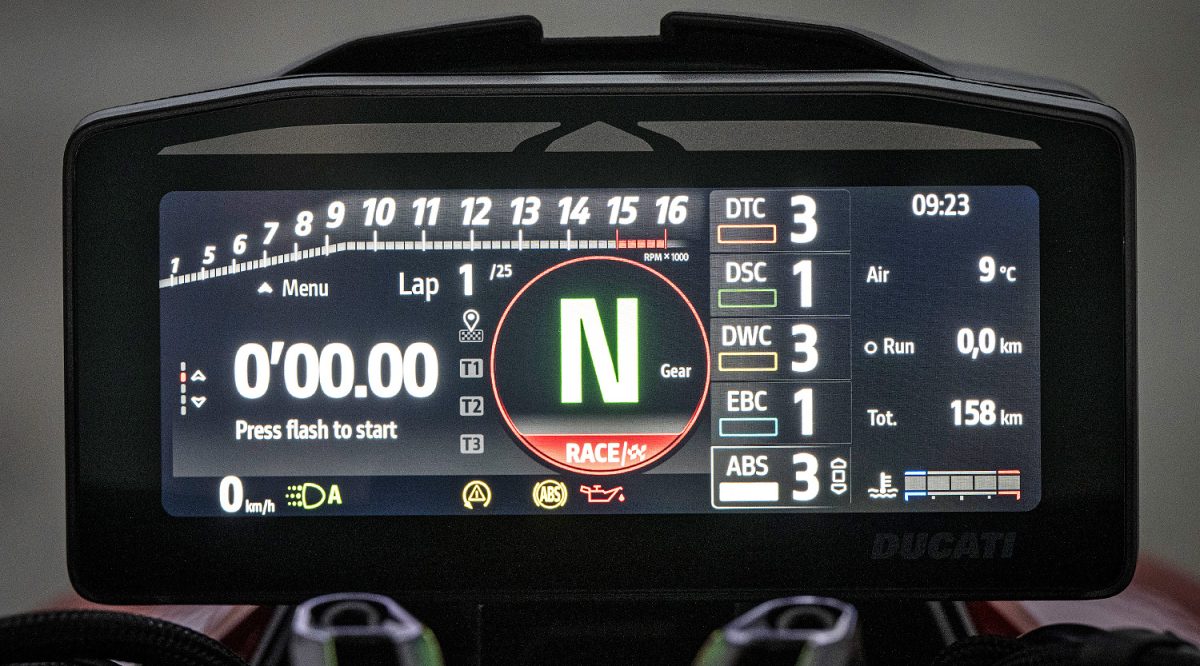 1 5 6 7 8 9 10 11 12 13 14 15 16
RPM × 1000
Menu
Lap 1 /25
0'00.00
Press flash to start
T1
T2
T3
N
Gear
RACE/
0 km/h
A
ABS
DTC 3
DSC 1
DWC 3
EBC 1
ABS 3
09:23
Air 9 °C
Run 0,0 km
Tot. 158 km
DUCATI